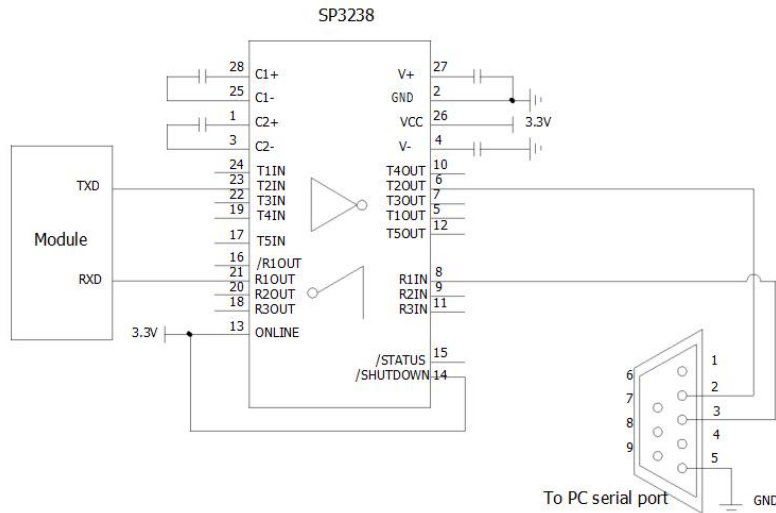 SP3238
28 C1+ V+ 27
25 C1- GND 2
1 C2+ VCC 26 3.3V
3 C2- V- 4
24 T1IN T4OUT 10
TXD 23 T2IN T2OUT 6
22 T3IN T3OUT 7
19 T4IN T1OUT 5
T5OUT 12
Module 17 T5IN
16 /R1OUT
RXD 21 R1OUT R1IN 8
20 R2OUT R2IN 9
18 R3OUT R3IN 11
3.3V 13 ONLINE
/STATUS 15
/SHUTDOWN 14
1
6
2
7
3
8
4
9
5
To PC serial port GND